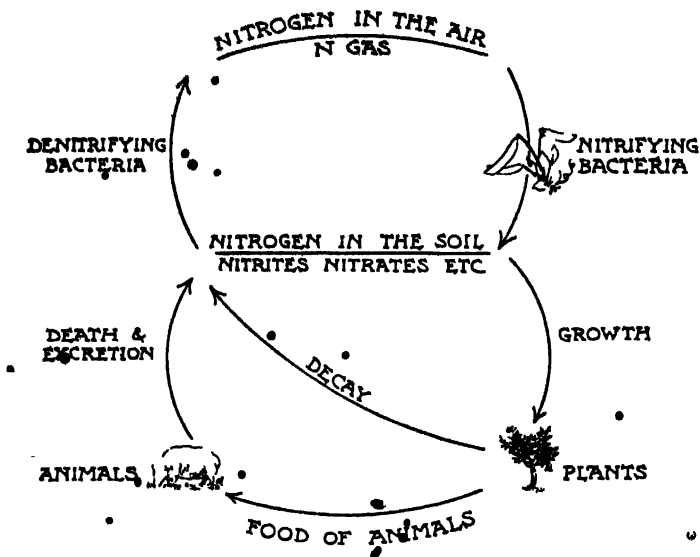 NITROGEN IN THE AIR
N GAS
DENITRIFYING
BACTERIA
NITRIFYING
BACTERIA
NITROGEN IN THE SOIL
NITRITES NITRATES ETC
DEATH &
EXCRETION
GROWTH
DECAY
ANIMALS
PLANTS
FOOD OF ANIMALS